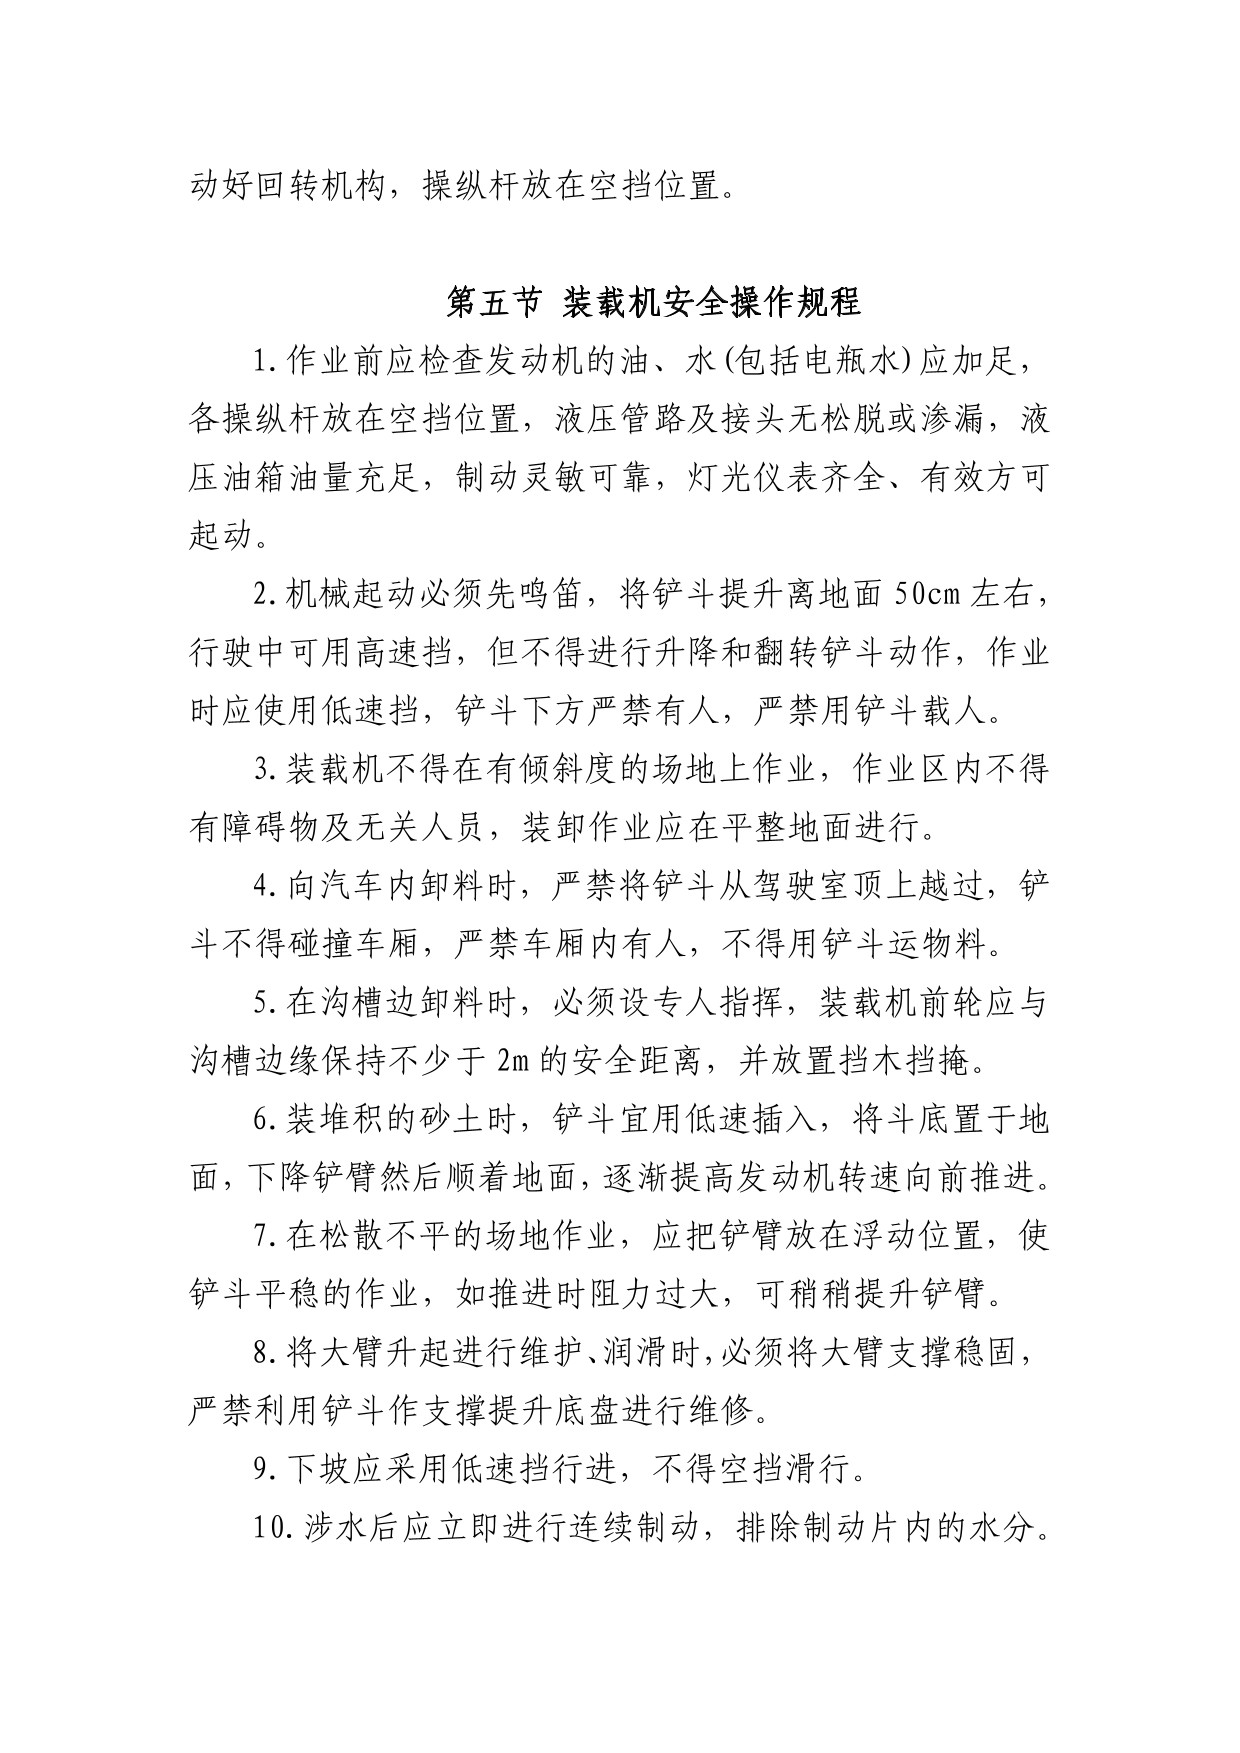 动好回转机构，操纵杆放在空挡位置。
第五节 装载机安全操作规程
1.作业前应检查发动机的油、水(包括电瓶水)应加足，
各操纵杆放在空挡位置，液压管路及接头无松脱或渗漏，液
压油箱油量充足，制动灵敏可靠，灯光仪表齐全、有效方可
起动。
2.机械起动必须先鸣笛，将铲斗提升离地面 50cm 左右，
行驶中可用高速挡，但不得进行升降和翻转铲斗动作，作业
时应使用低速挡，铲斗下方严禁有人，严禁用铲斗载人。
3.装载机不得在有倾斜度的场地上作业，作业区内不得
有障碍物及无关人员，装卸作业应在平整地面进行。
4.向汽车内卸料时，严禁将铲斗从驾驶室顶上越过，铲
斗不得碰撞车厢，严禁车厢内有人，不得用铲斗运物料。
5.在沟槽边卸料时，必须设专人指挥，装载机前轮应与
沟槽边缘保持不少于 2m 的安全距离，并放置挡木挡掩。
6.装堆积的砂土时，铲斗宜用低速插入，将斗底置于地
面，下降铲臂然后顺着地面，逐渐提高发动机转速向前推进。
7.在松散不平的场地作业，应把铲臂放在浮动位置，使
铲斗平稳的作业，如推进时阻力过大，可稍稍提升铲臂。
8.将大臂升起进行维护、润滑时，必须将大臂支撑稳固，
严禁利用铲斗作支撑提升底盘进行维修。
9.下坡应采用低速挡行进，不得空挡滑行。
10.涉水后应立即进行连续制动，排除制动片内的水分。